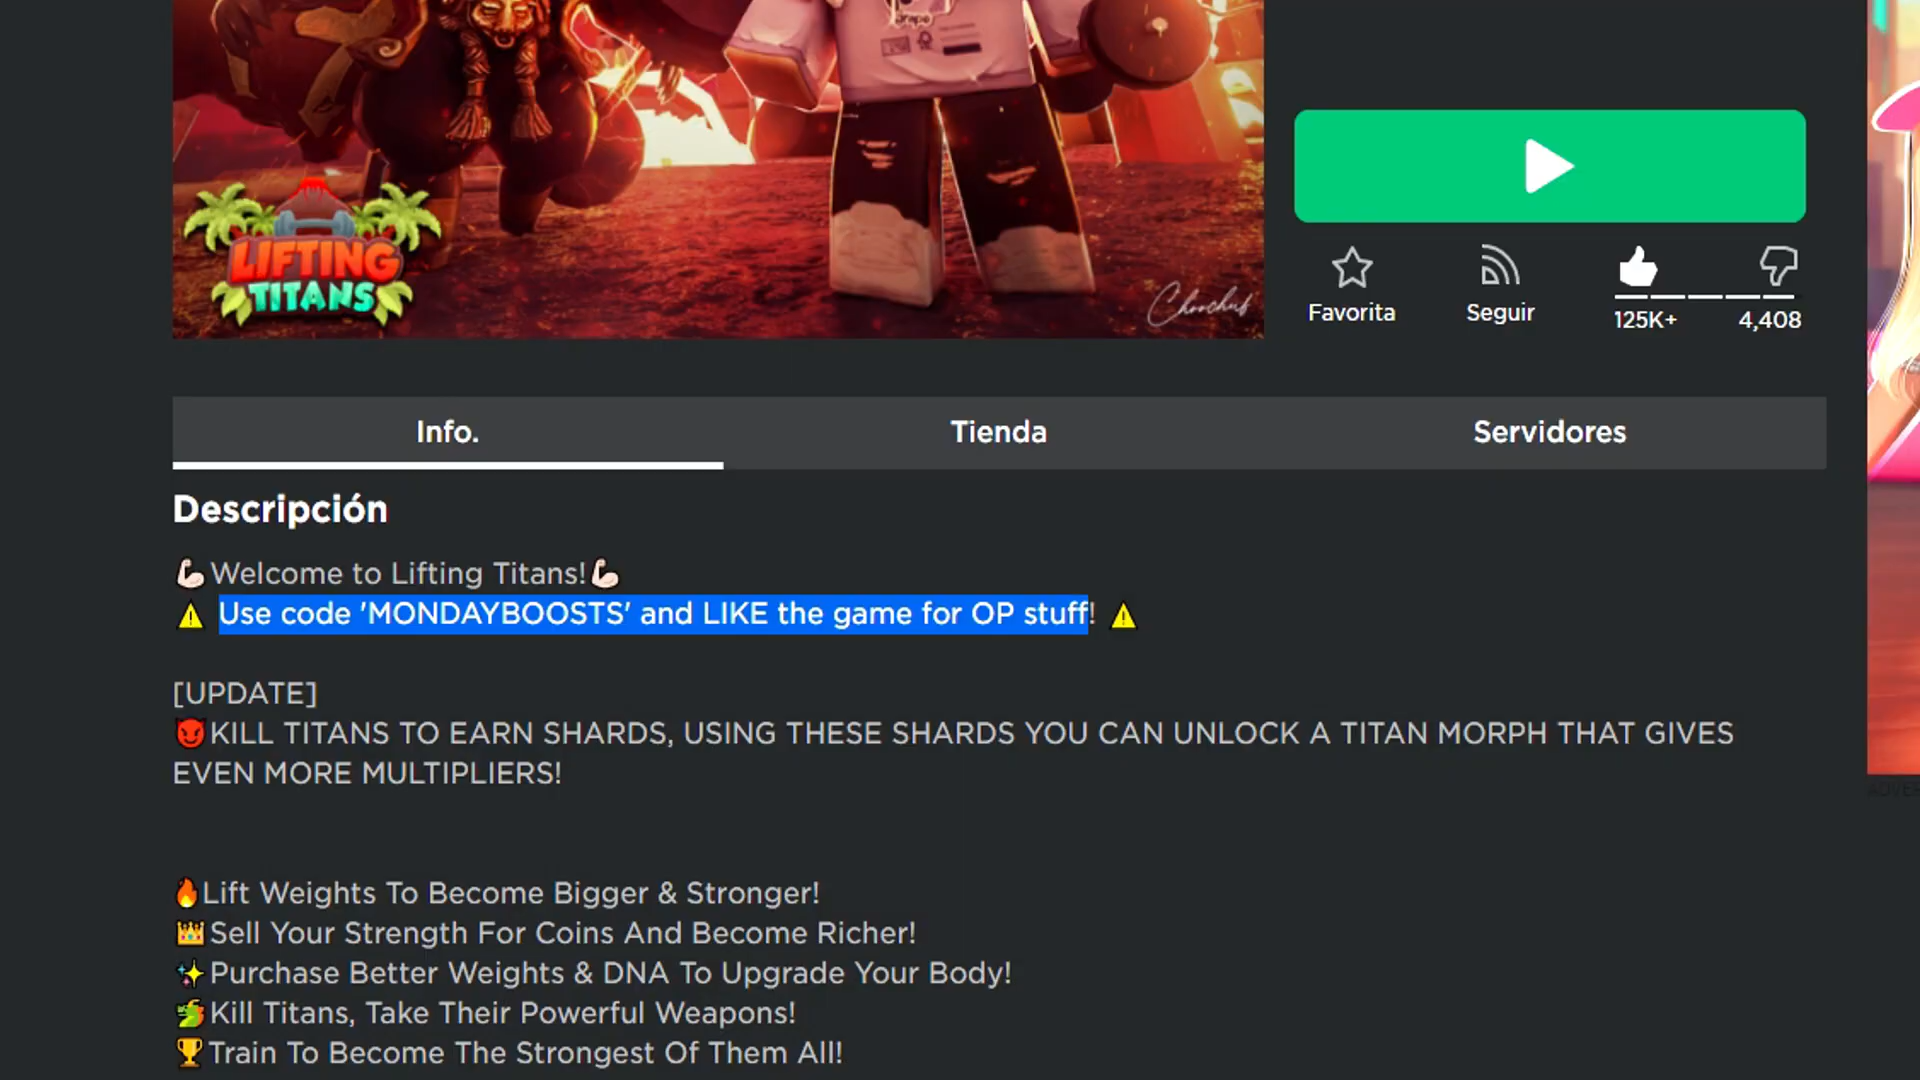 Grape
LIFTING
TITANS
Choochub
Favorita
Seguir
125K+
4,408
Info.
Tienda
Servidores
Descripción
💪🏻Welcome to Lifting Titans!💪🏻
⚠️ Use code 'MONDAYBOOSTS' and LIKE the game for OP stuff! ⚠️
[UPDATE]
😈KILL TITANS TO EARN SHARDS, USING THESE SHARDS YOU CAN UNLOCK A TITAN MORPH THAT GIVES
EVEN MORE MULTIPLIERS!
🔥Lift Weights To Become Bigger & Stronger!
👑Sell Your Strength For Coins And Become Richer!
✨Purchase Better Weights & DNA To Upgrade Your Body!
🐲Kill Titans, Take Their Powerful Weapons!
🏆Train To Become The Strongest Of Them All!